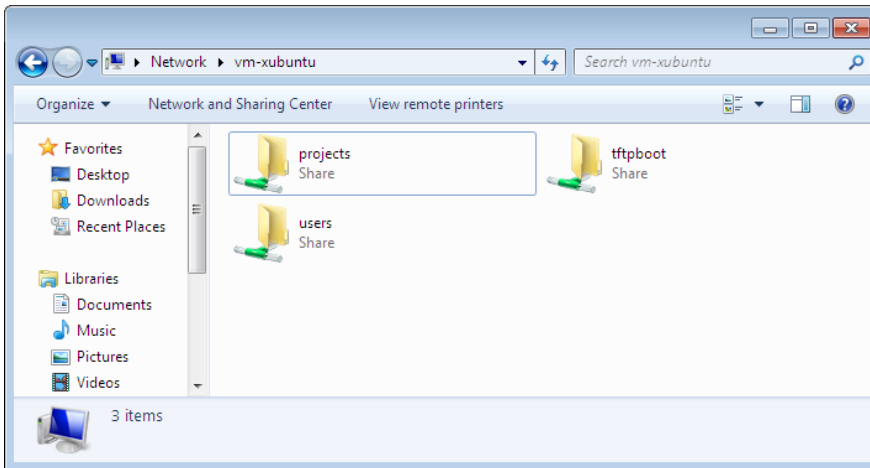 Network vm-xubuntu Search vm-xubuntu
Organize Network and Sharing Center View remote printers
Favorites
Desktop
Downloads
Recent Places
Libraries
Documents
Music
Pictures
Videos
projects
Share
tftpboot
Share
users
Share
3 items